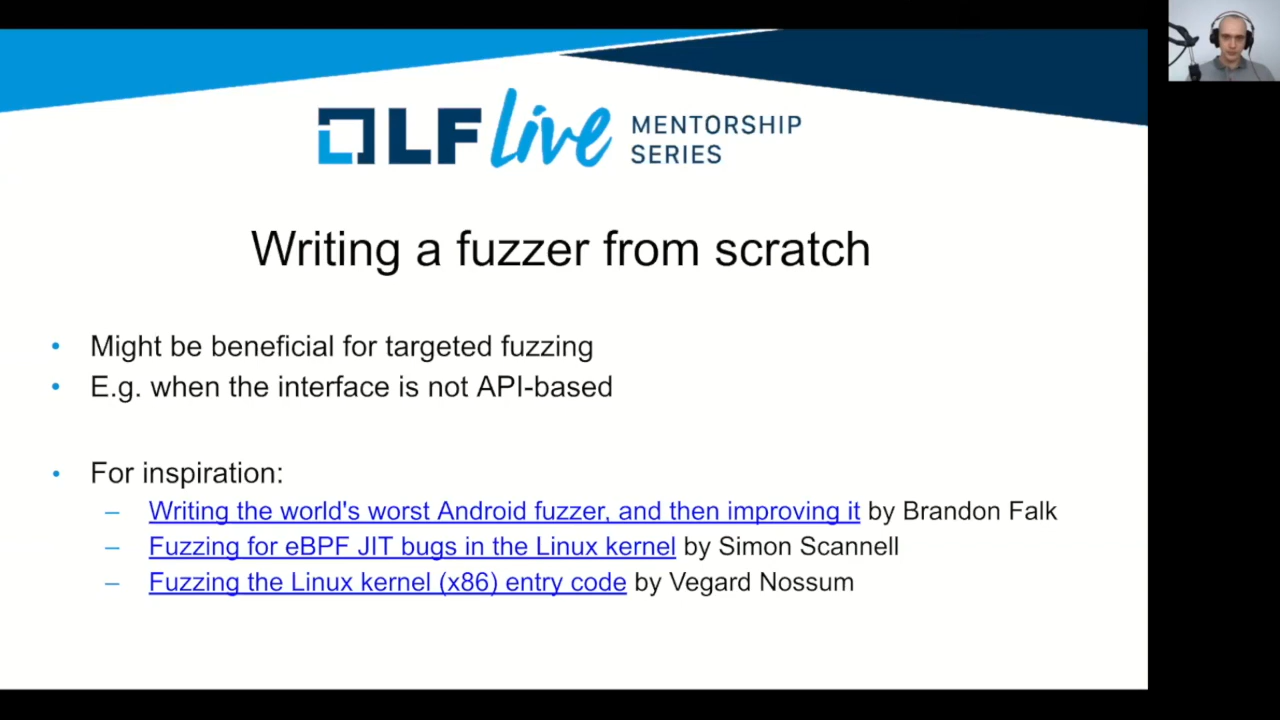 LF Live MENTORSHIP
SERIES
Writing a fuzzer from scratch
• Might be beneficial for targeted fuzzing
• E.g. when the interface is not API-based
• For inspiration:
– Writing the world's worst Android fuzzer, and then improving it by Brandon Falk
– Fuzzing for eBPF JIT bugs in the Linux kernel by Simon Scannell
– Fuzzing the Linux kernel (x86) entry code by Vegard Nossum